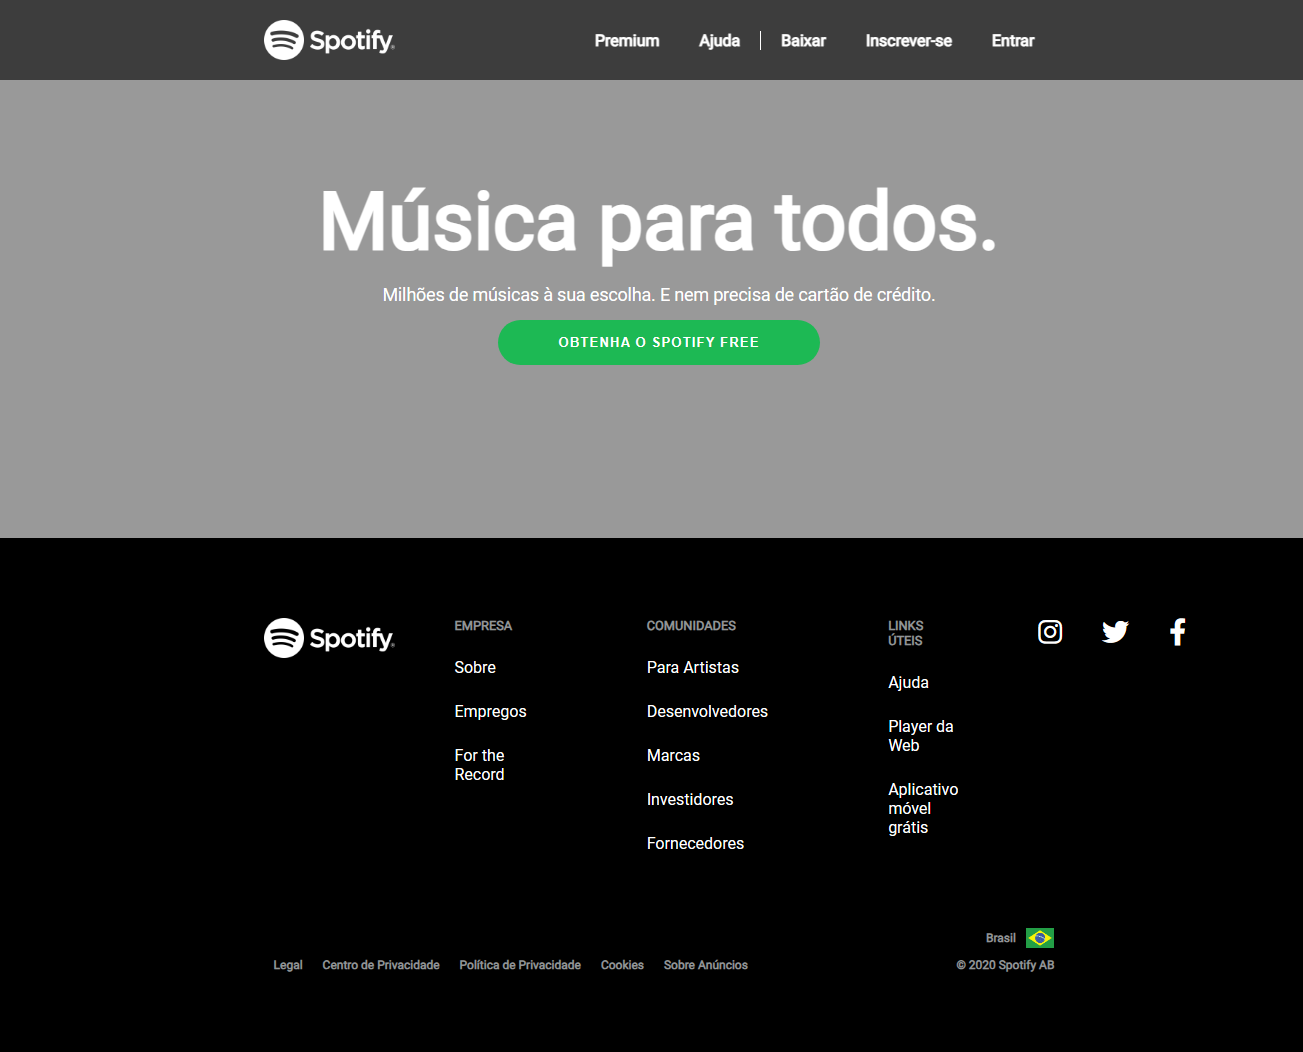 Spotify®
Premium Ajuda Baixar Inscrever-se Entrar
Música para todos.
Milhões de músicas à sua escolha. E nem precisa de cartão de crédito.
OBTENHA O SPOTIFY FREE
Spotify®
EMPRESA
Sobre
Empregos
For the
Record
COMUNIDADES
Para Artistas
Desenvolvedores
Marcas
Investidores
Fornecedores
LINKS
ÚTEIS
Ajuda
Player da
Web
Aplicativo
móvel
grátis
Brasil
Legal Centro de Privacidade Política de Privacidade Cookies Sobre Anúncios
© 2020 Spotify AB